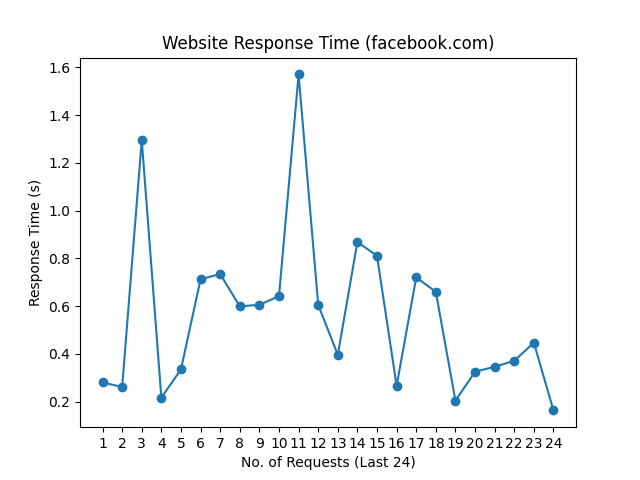 Website Response Time (facebook.com)
1.6
1.4
1.2
1.0
0.8
0.6
0.4
0.2
Response Time (s)
1 2 3 4 5 6 7 8 9 10 11 12 13 14 15 16 17 18 19 20 21 22 23 24
No. of Requests (Last 24)